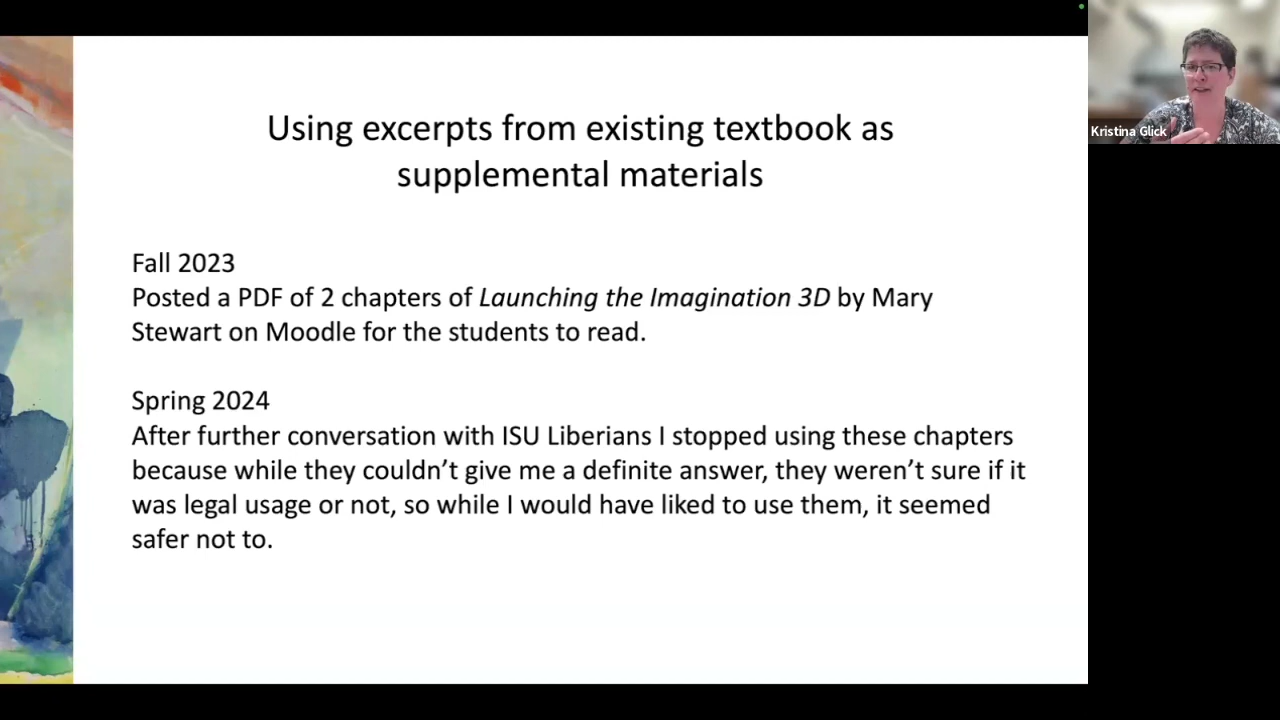 Using excerpts from existing textbook as
supplemental materials
Fall 2023
Posted a PDF of 2 chapters of Launching the Imagination 3D by Mary
Stewart on Moodle for the students to read.
Spring 2024
After further conversation with ISU Liberians I stopped using these chapters
because while they couldn’t give me a definite answer, they weren’t sure if it
was legal usage or not, so while I would have liked to use them, it seemed
safer not to.
Kristina Glick